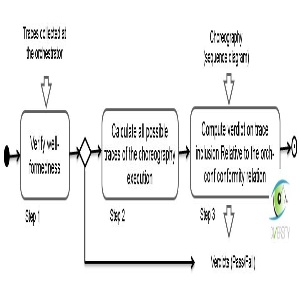 Traces collected at
the orchestrator
Choreography
(sequence diagram)
Verify well-
formedness
Calculate all possible
traces of the choreography
execution
Compute verdict on trace
inclusion Relative to the orch-
conf conformity relation
Step 1
Step 2
Step 3
DIVERSITY
Verdicts (Pass/Fail)